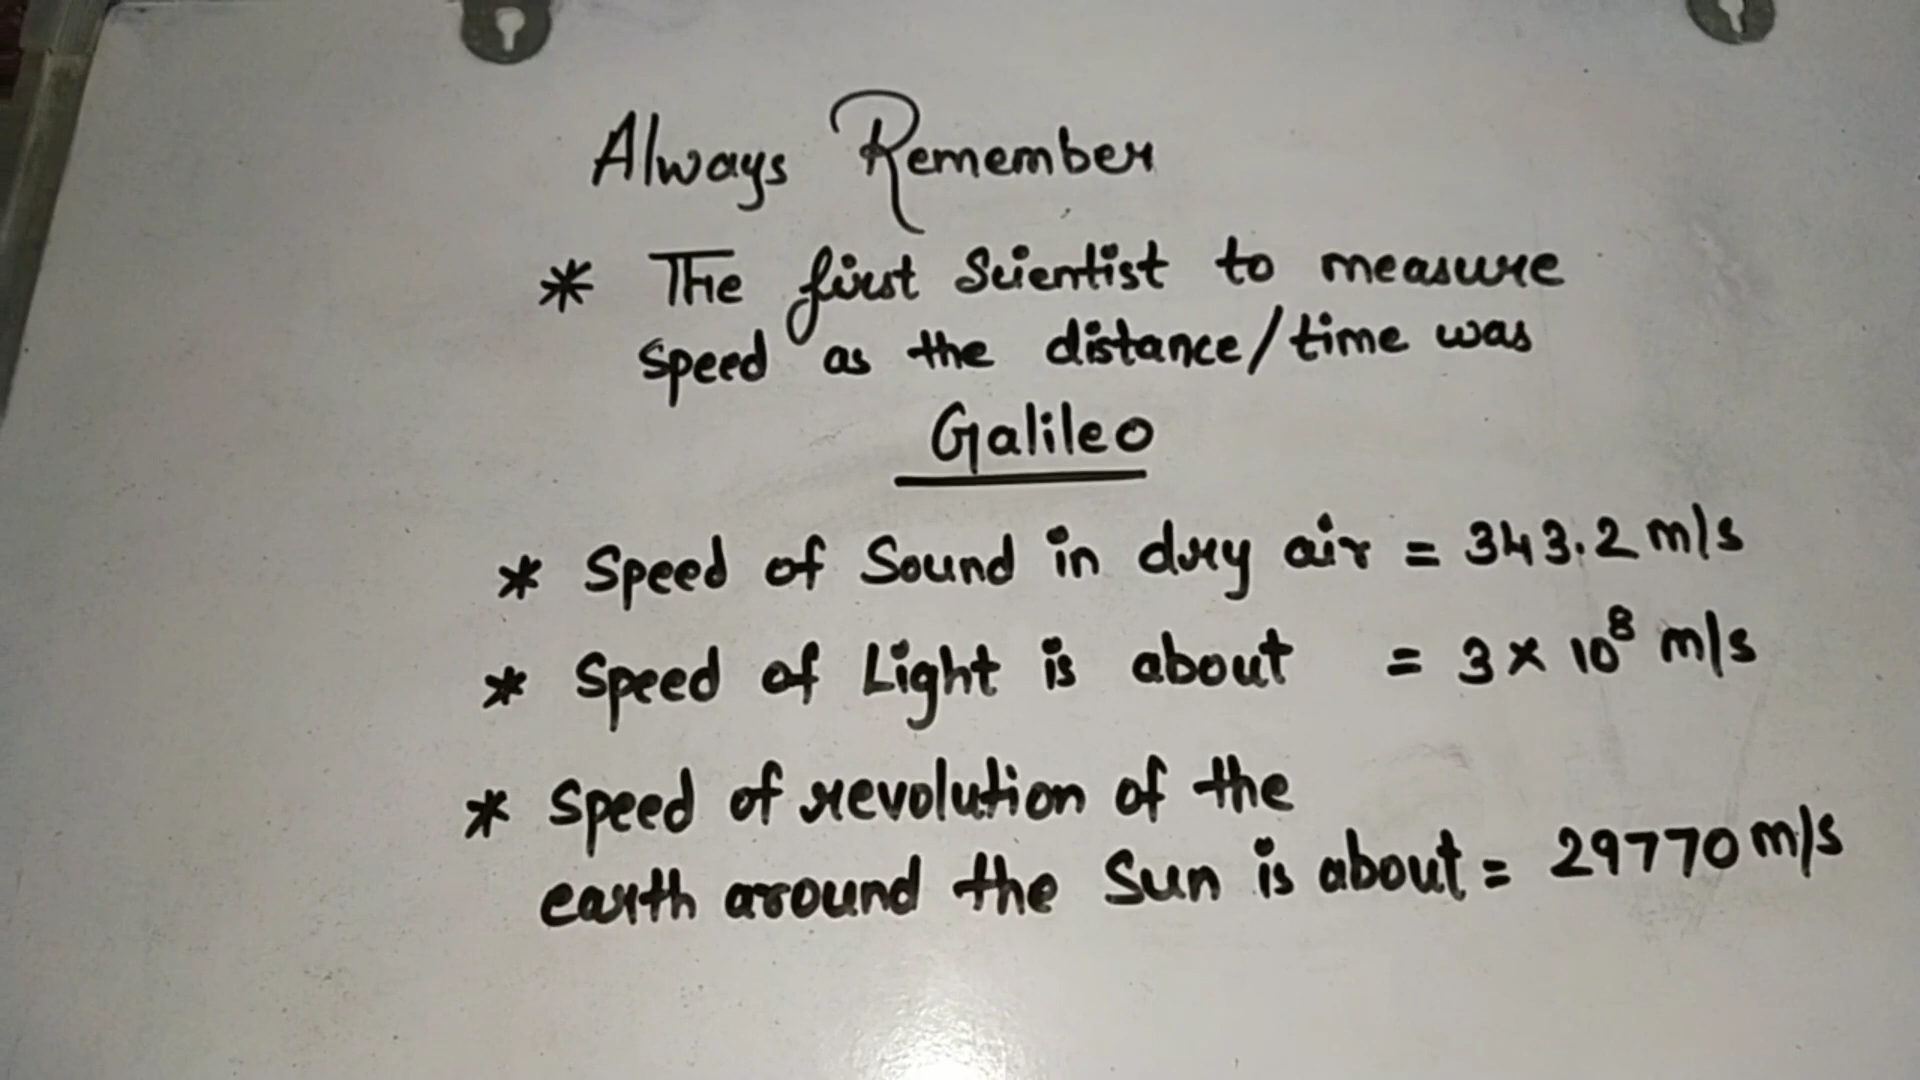 Always Remember
* The first Scientist to measure
speed as the distance/time was
Galileo
* Speed of Sound in dry air = 343.2 m/s
* Speed of Light is about = 3 × 10⁸ m/s
* Speed of revolution of the
earth around the Sun is about = 29770 m/s